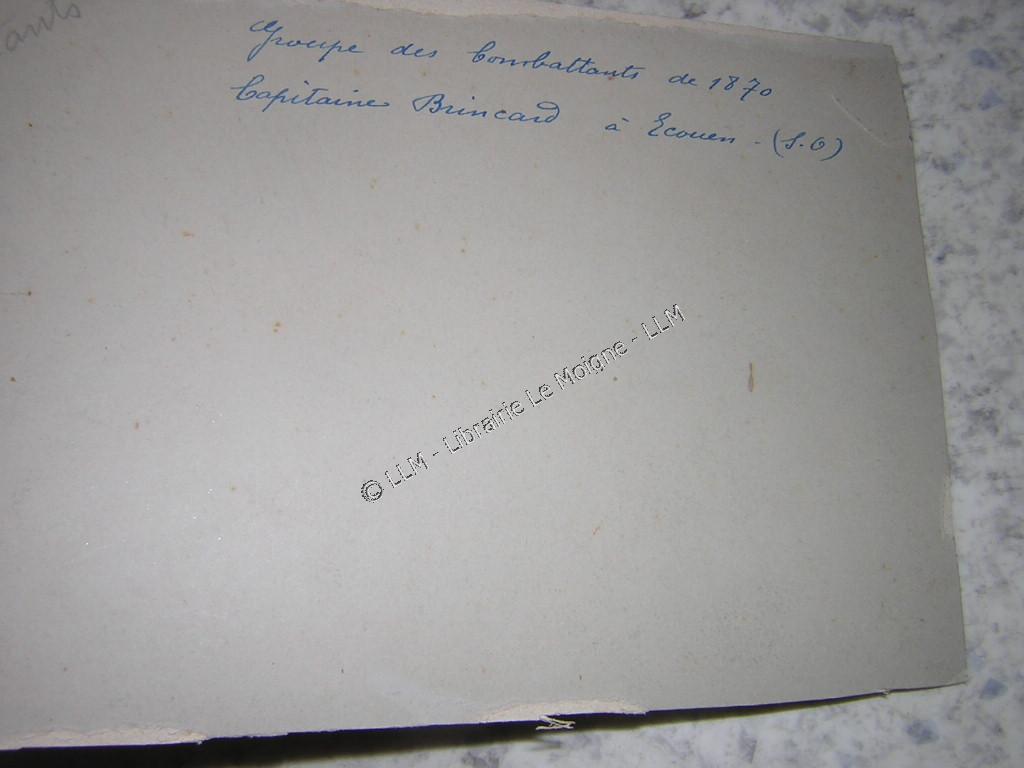 Groupe des Combattants de 1870
Capitaine Brincard à Ecouen - (S.O)
© LLM - Librairie Le Moigne - LLM